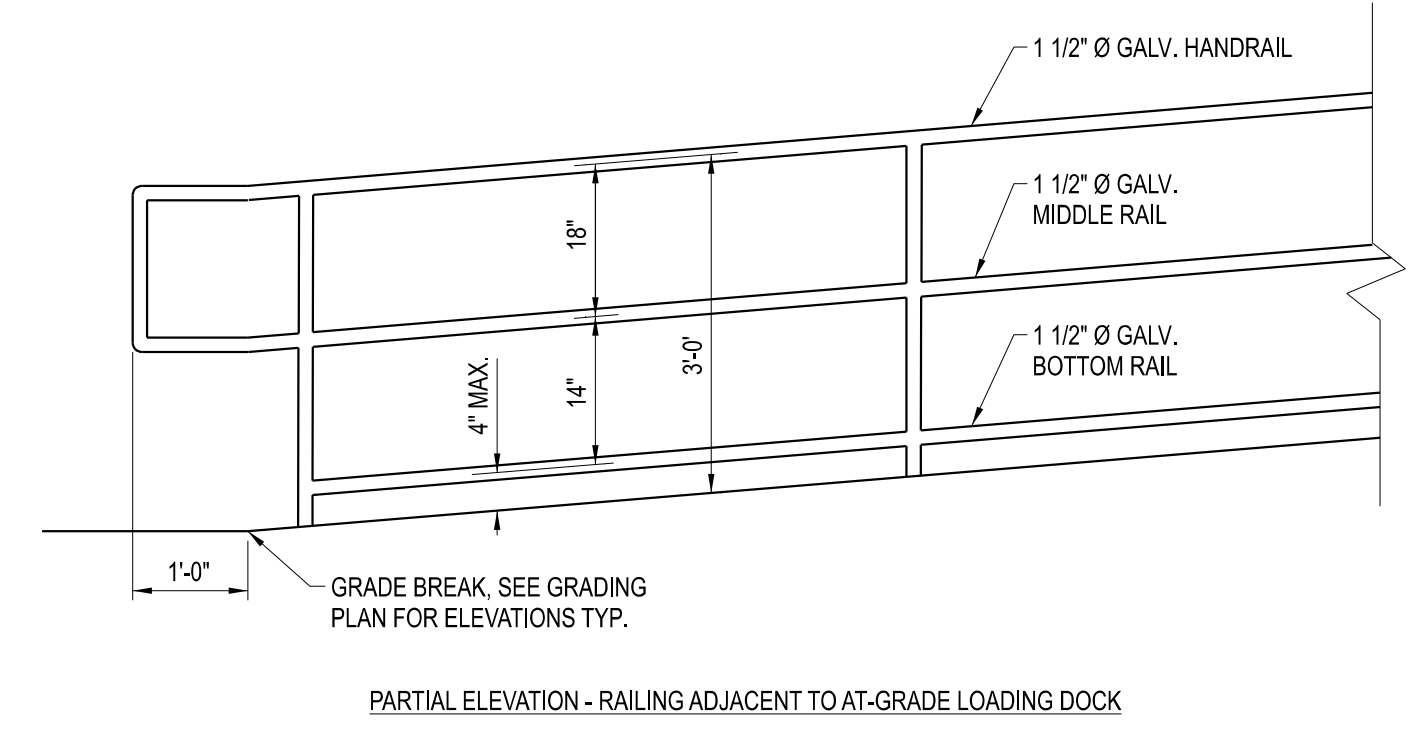 1 1/2" Ø GALV. HANDRAIL
1 1/2" Ø GALV.
MIDDLE RAIL
18"
3'-0'
1 1/2" Ø GALV.
BOTTOM RAIL
4" MAX.
14"
1'-0"
GRADE BREAK, SEE GRADING
PLAN FOR ELEVATIONS TYP.
PARTIAL ELEVATION - RAILING ADJACENT TO AT-GRADE LOADING DOCK